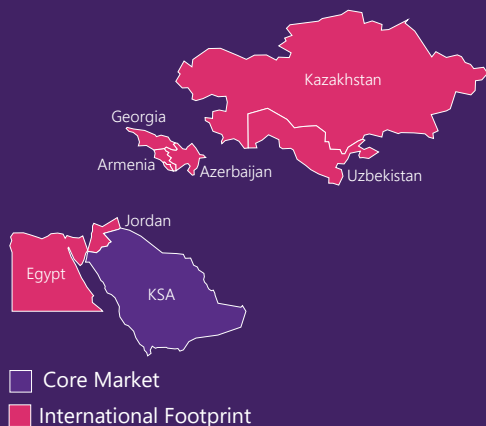 Kazakhstan
Georgia
Armenia
Azerbaijan
Uzbekistan
Jordan
Egypt
KSA
Core Market
International Footprint